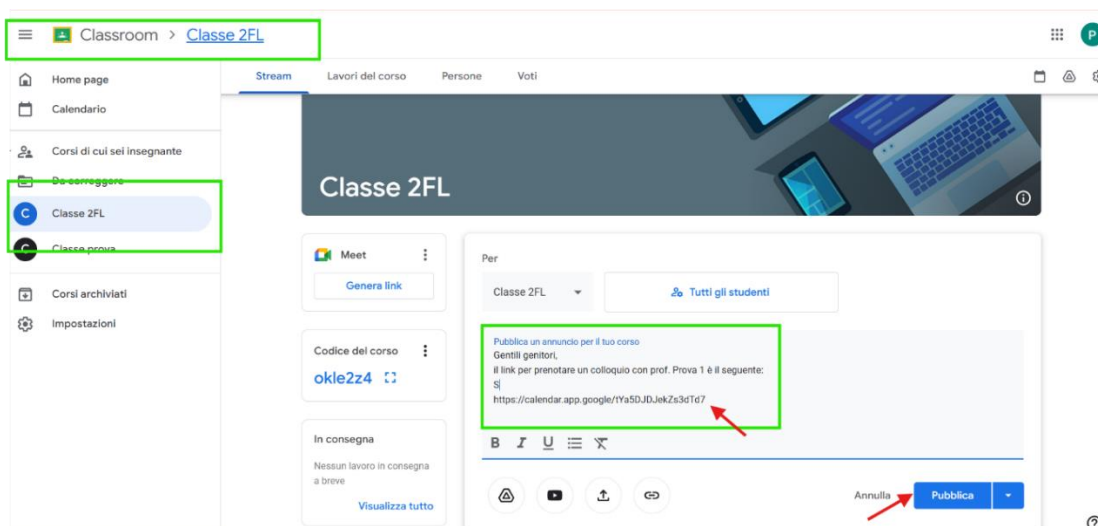 Classroom > Classe 2FL
P
Home page
Calendario
Corsi di cui sei insegnante
Da correggere
C Classe 2FL
C Classe prova
Corsi archiviati
Impostazioni
Stream Lavori del corso Persone Voti
Classe 2FL
Meet
Genera link
Codice del corso
okle2z4
In consegna
Nessun lavoro in consegna
a breve
Visualizza tutto
Per
Classe 2FL
Tutti gli studenti
Pubblica un annuncio per il tuo corso
Gentili genitori,
il link per prenotare un colloquio con prof. Prova 1 è il seguente:
S
https://calendar.app.google/tYa5DJDJekZs3dTd7
B I U
Annulla Pubblica